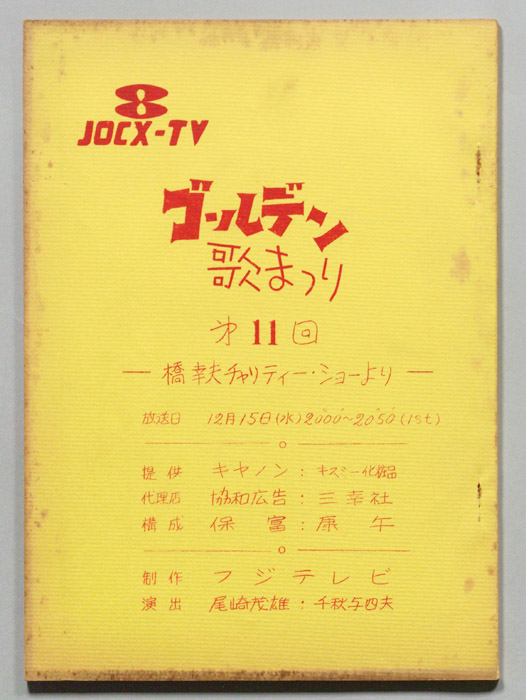 8
JOCX-TV
ゴールデン
歌まつり
第11回
― 橋幸夫チャリティー・ショーより ―
放送日 12月15日(水)20°00'~20°50'(1st)
提供 キヤノン:キスミー化粧品
代理店 協和広告:三幸社
構成 保富:康午
制作 フジテレビ
演出 尾崎茂雄:千秋与四夫